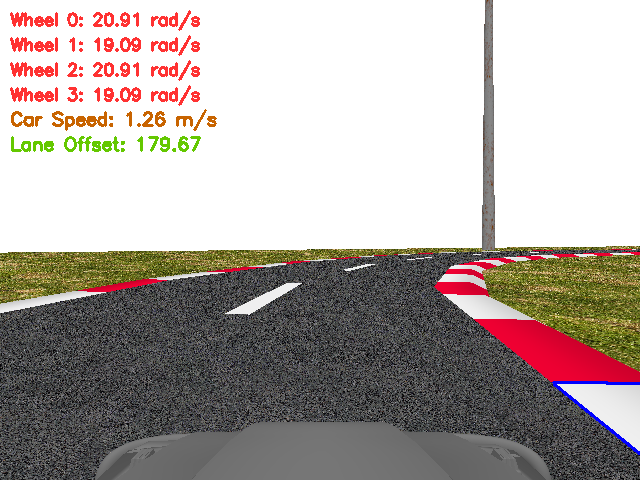 Wheel 0: 20.91 rad/s
Wheel 1: 19.09 rad/s
Wheel 2: 20.91 rad/s
Wheel 3: 19.09 rad/s
Car Speed: 1.26 m/s
Lane Offset: 179.67